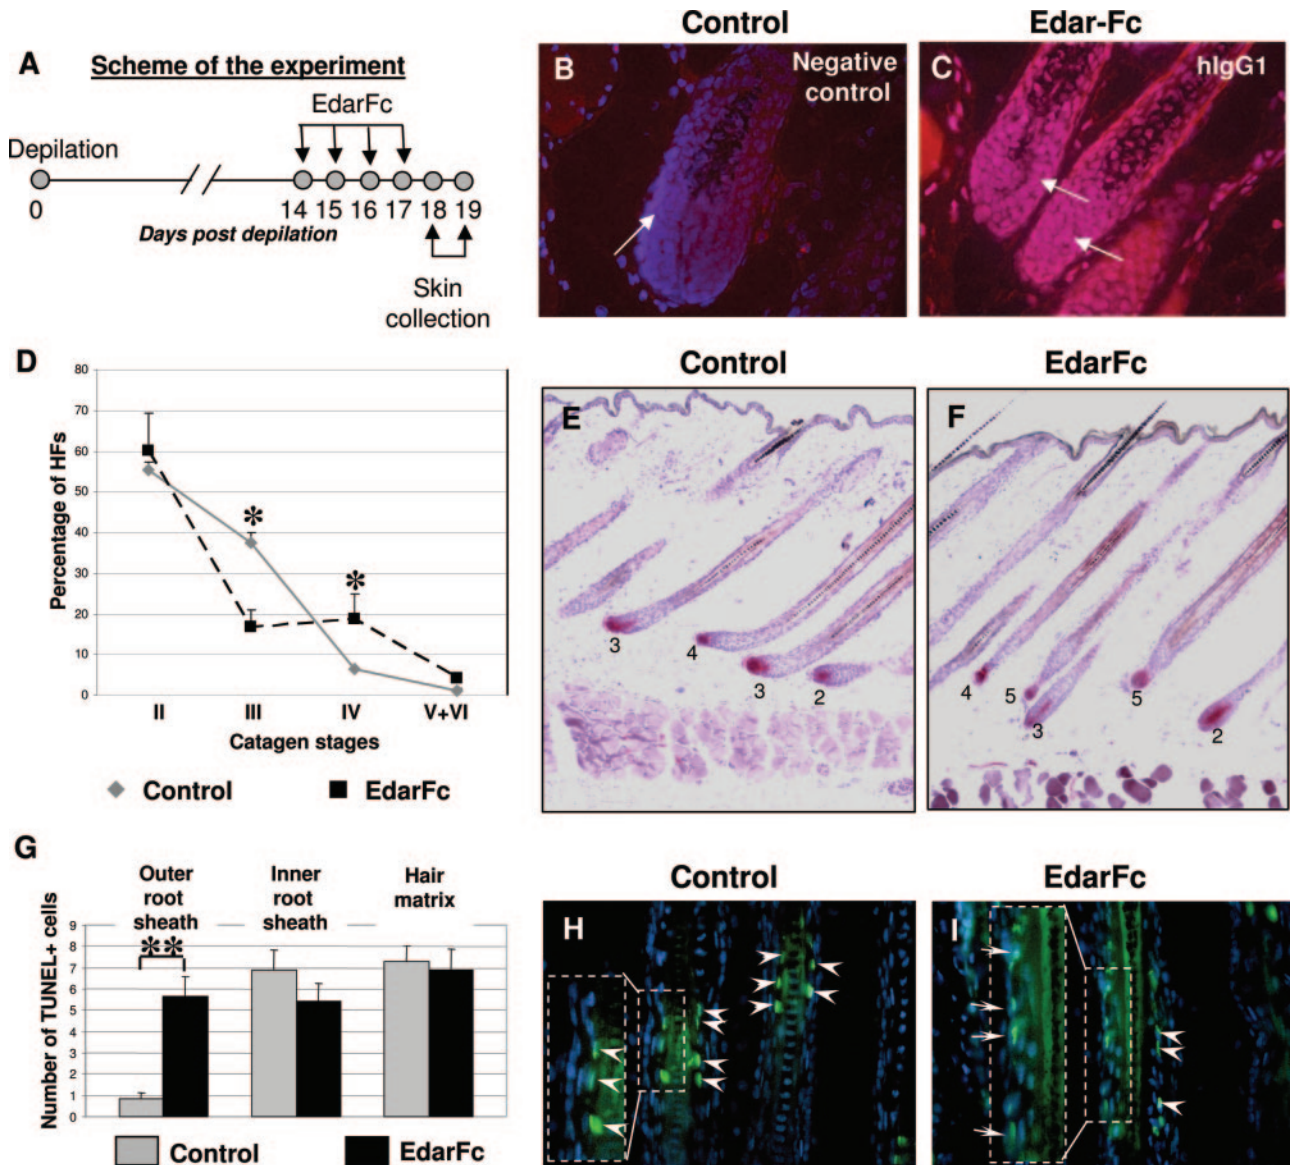 A
Scheme of the experiment
EdarFc
Depilation
0
14 15 16 17 18 19
Days post depilation
Skin
collection
Control
B
Negative
control
Edar-Fc
C
hIgG1
D
80
70
60
50
40
30
20
10
0
Percentage of HFs
*
*
II III IV V+VI
Catagen stages
Control EdarFc
Control
E
3
4
3
2
EdarFc
F
4
5
3
5
2
G
Outer
root
sheath
Inner
root
sheath
Hair
matrix
**
9
8
7
6
5
4
3
2
1
0
Number of TUNEL+ cells
Control EdarFc
Control
H
EdarFc
I